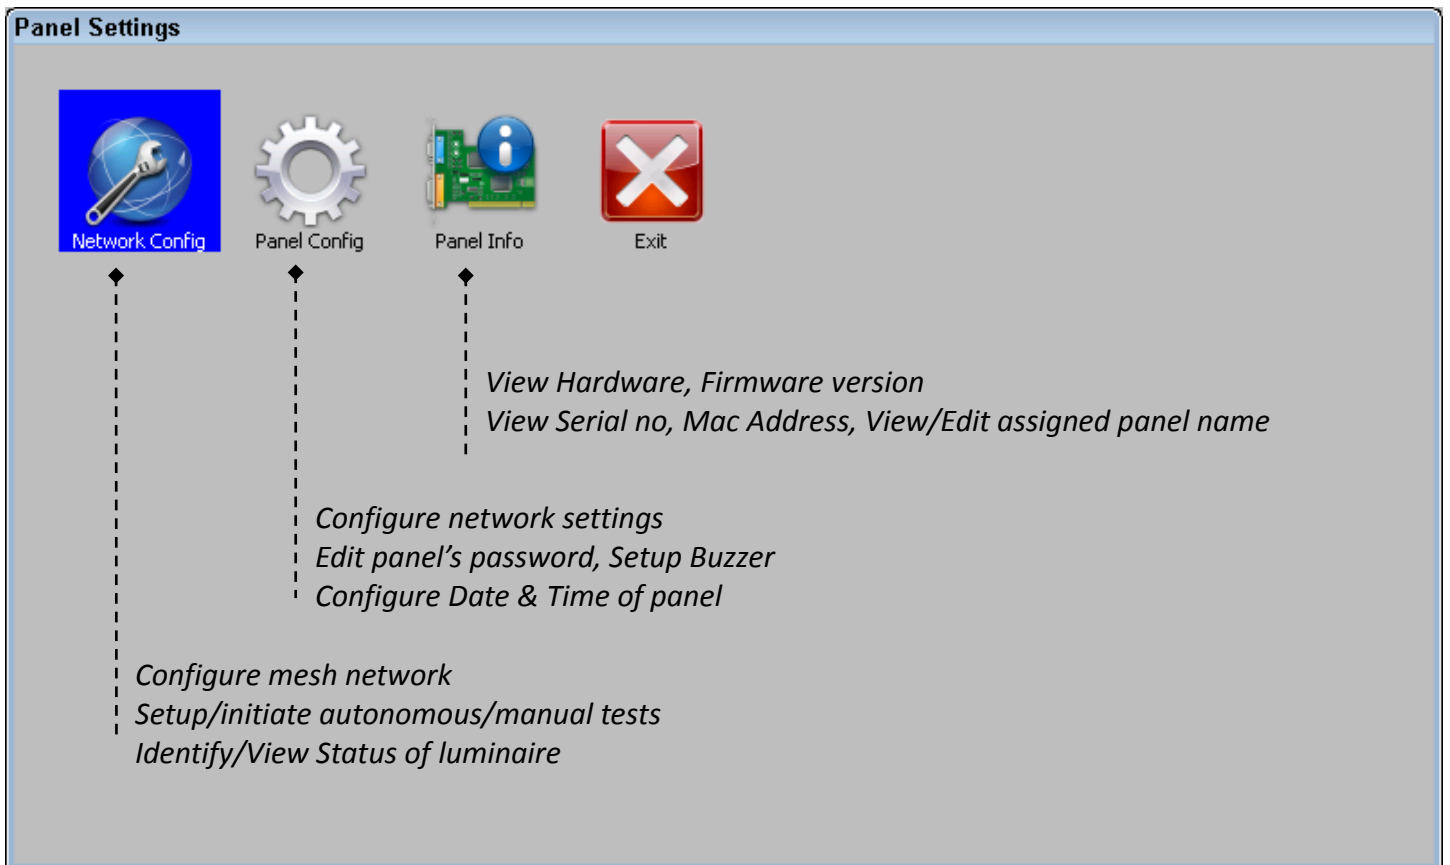 Panel Settings
Network Config
Panel Config
Panel Info
Exit
View Hardware, Firmware version
View Serial no, Mac Address, View/Edit assigned panel name
Configure network settings
Edit panel’s password, Setup Buzzer
Configure Date & Time of panel
Configure mesh network
Setup/initiate autonomous/manual tests
Identify/View Status of luminaire